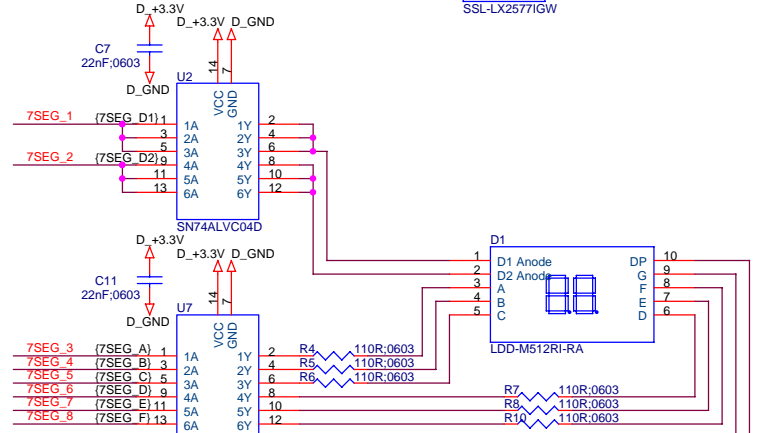 SSL-LX2577IGW
D_+3.3V
D_+3.3V D_GND
C7
22nF;0603
D_GND
U2
14
7
VCC
GND
7SEG_1 {7SEG_D1} 1 1A 1Y 2
3 2A 2Y 4
5 3A 3Y 6
7SEG_2 {7SEG_D2} 9 4A 4Y 8
11 5A 5Y 10
13 6A 6Y 12
SN74ALVC04D
D_+3.3V
D_+3.3V D_GND
C11
22nF;0603
D_GND
U7
14
7
VCC
GND
D1
1 D1 Anode DP 10
2 D2 Anode G 9
3 A F 8
4 B E 7
5 C D 6
LDD-M512RI-RA
7SEG_3 {7SEG_A} 1 1A 1Y 2 R4 110R;0603
7SEG_4 {7SEG_B} 3 2A 2Y 4 R5 110R;0603
7SEG_5 {7SEG_C} 5 3A 3Y 6 R6 110R;0603
7SEG_6 {7SEG_D} 9 4A 4Y 8 R7 110R;0603
7SEG_7 {7SEG_E} 11 5A 5Y 10 R8 110R;0603
7SEG_8 {7SEG_F} 13 6A 6Y 12 R10 110R;0603